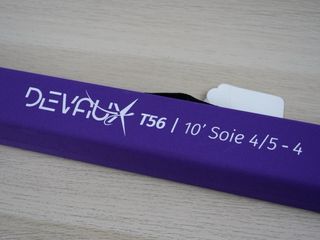 DEVAUX T56 | 10' Soie 4/5 - 4